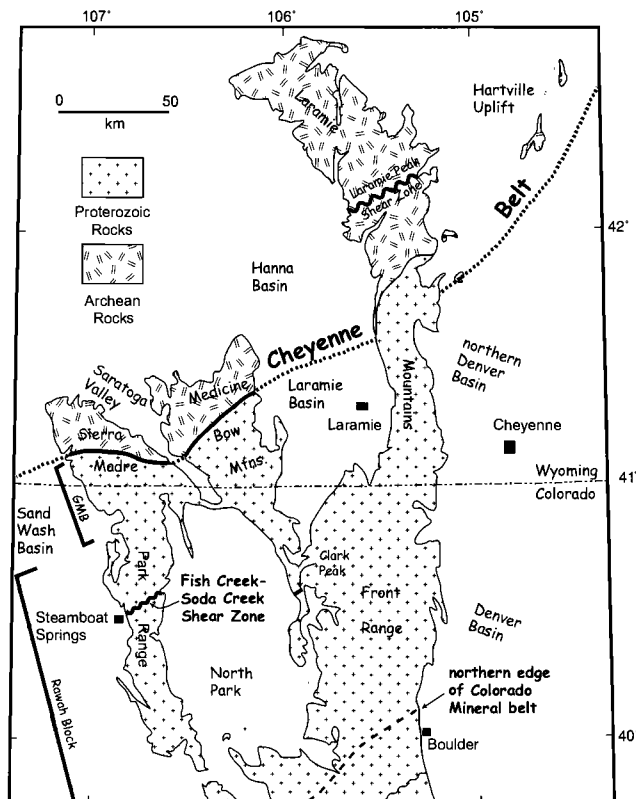 107°
106°
105°
0
50
km
Hartville
Uplift
Laramie
Proterozoic
Rocks
Laramie Peak
Shear Zone
Belt
42°
Archean
Rocks
Hanna
Basin
Cheyenne
Mountains
northern
Denver
Basin
Saratoga
Valley
Medicine
Laramie
Basin
Laramie
Cheyenne
Sierra
Bow
Madre
Mtns
Wyoming
41°
Colorado
GMB
Sand
Wash
Basin
Park
Clark
Peak
Fish Creek-
Soda Creek
Shear Zone
Front
Range
Steamboat
Springs
Range
Denver
Basin
North
Park
northern edge
of Colorado
Mineral belt
Rawah Block
Boulder
40